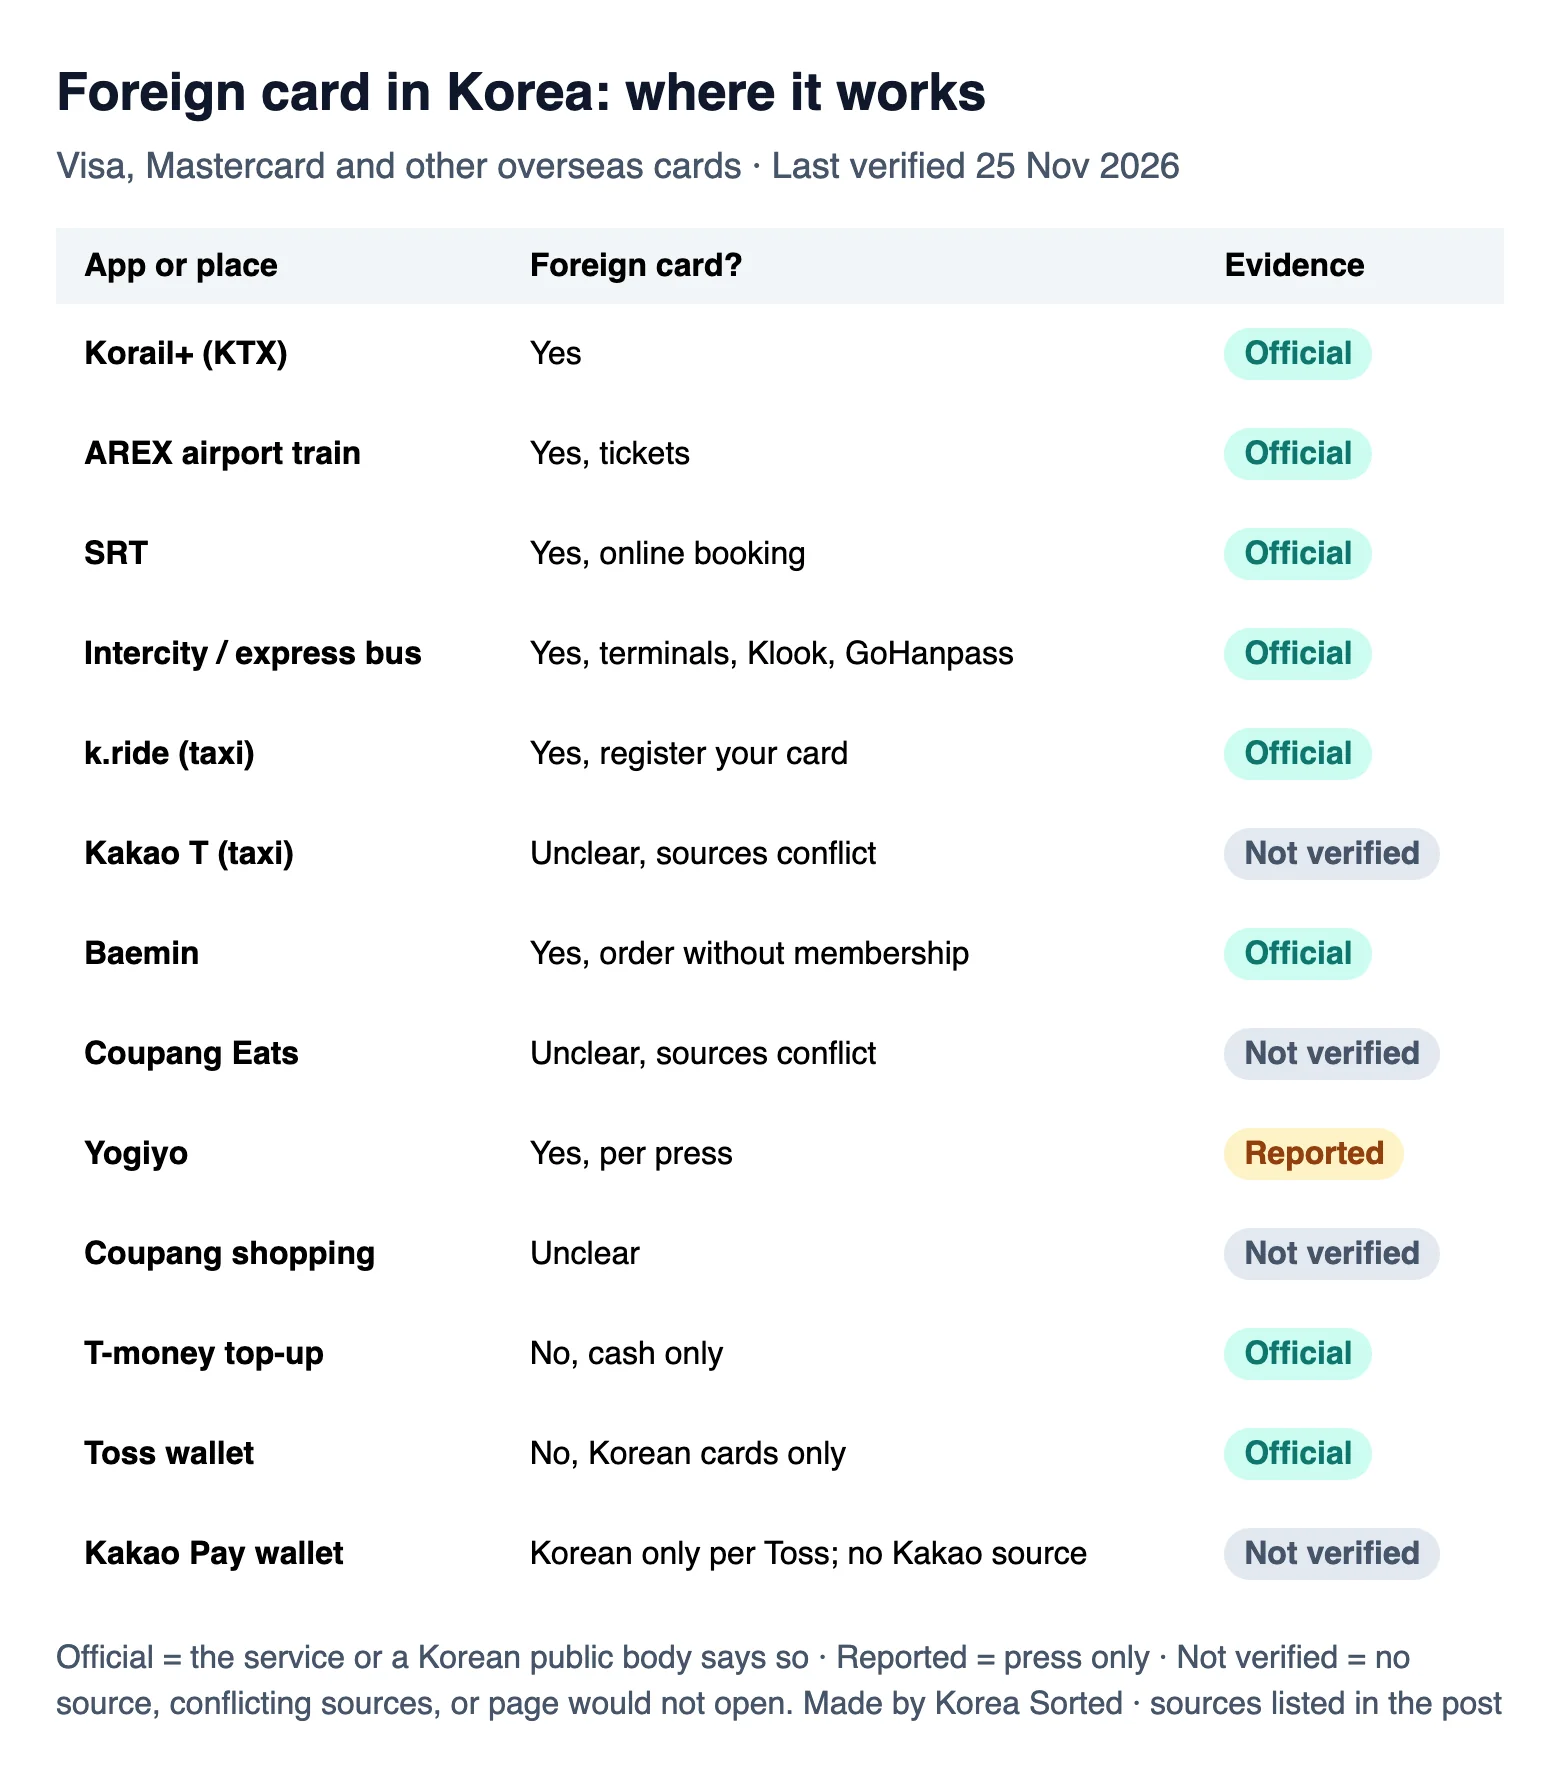 Foreign card in Korea: where it works
Visa, Mastercard and other overseas cards · Last verified 25 Nov 2026
App or place Foreign card? Evidence
Korail+ (KTX) Yes Official
AREX airport train Yes, tickets Official
SRT Yes, online booking Official
Intercity / express bus Yes, terminals, Klook, GoHanpass Official
k.ride (taxi) Yes, register your card Official
Kakao T (taxi) Unclear, sources conflict Not verified
Baemin Yes, order without membership Official
Coupang Eats Unclear, sources conflict Not verified
Yogiyo Yes, per press Reported
Coupang shopping Unclear Not verified
T-money top-up No, cash only Official
Toss wallet No, Korean cards only Official
Kakao Pay wallet Korean only per Toss; no Kakao source Not verified
Official = the service or a Korean public body says so · Reported = press only · Not verified = no
source, conflicting sources, or page would not open. Made by Korea Sorted · sources listed in the post